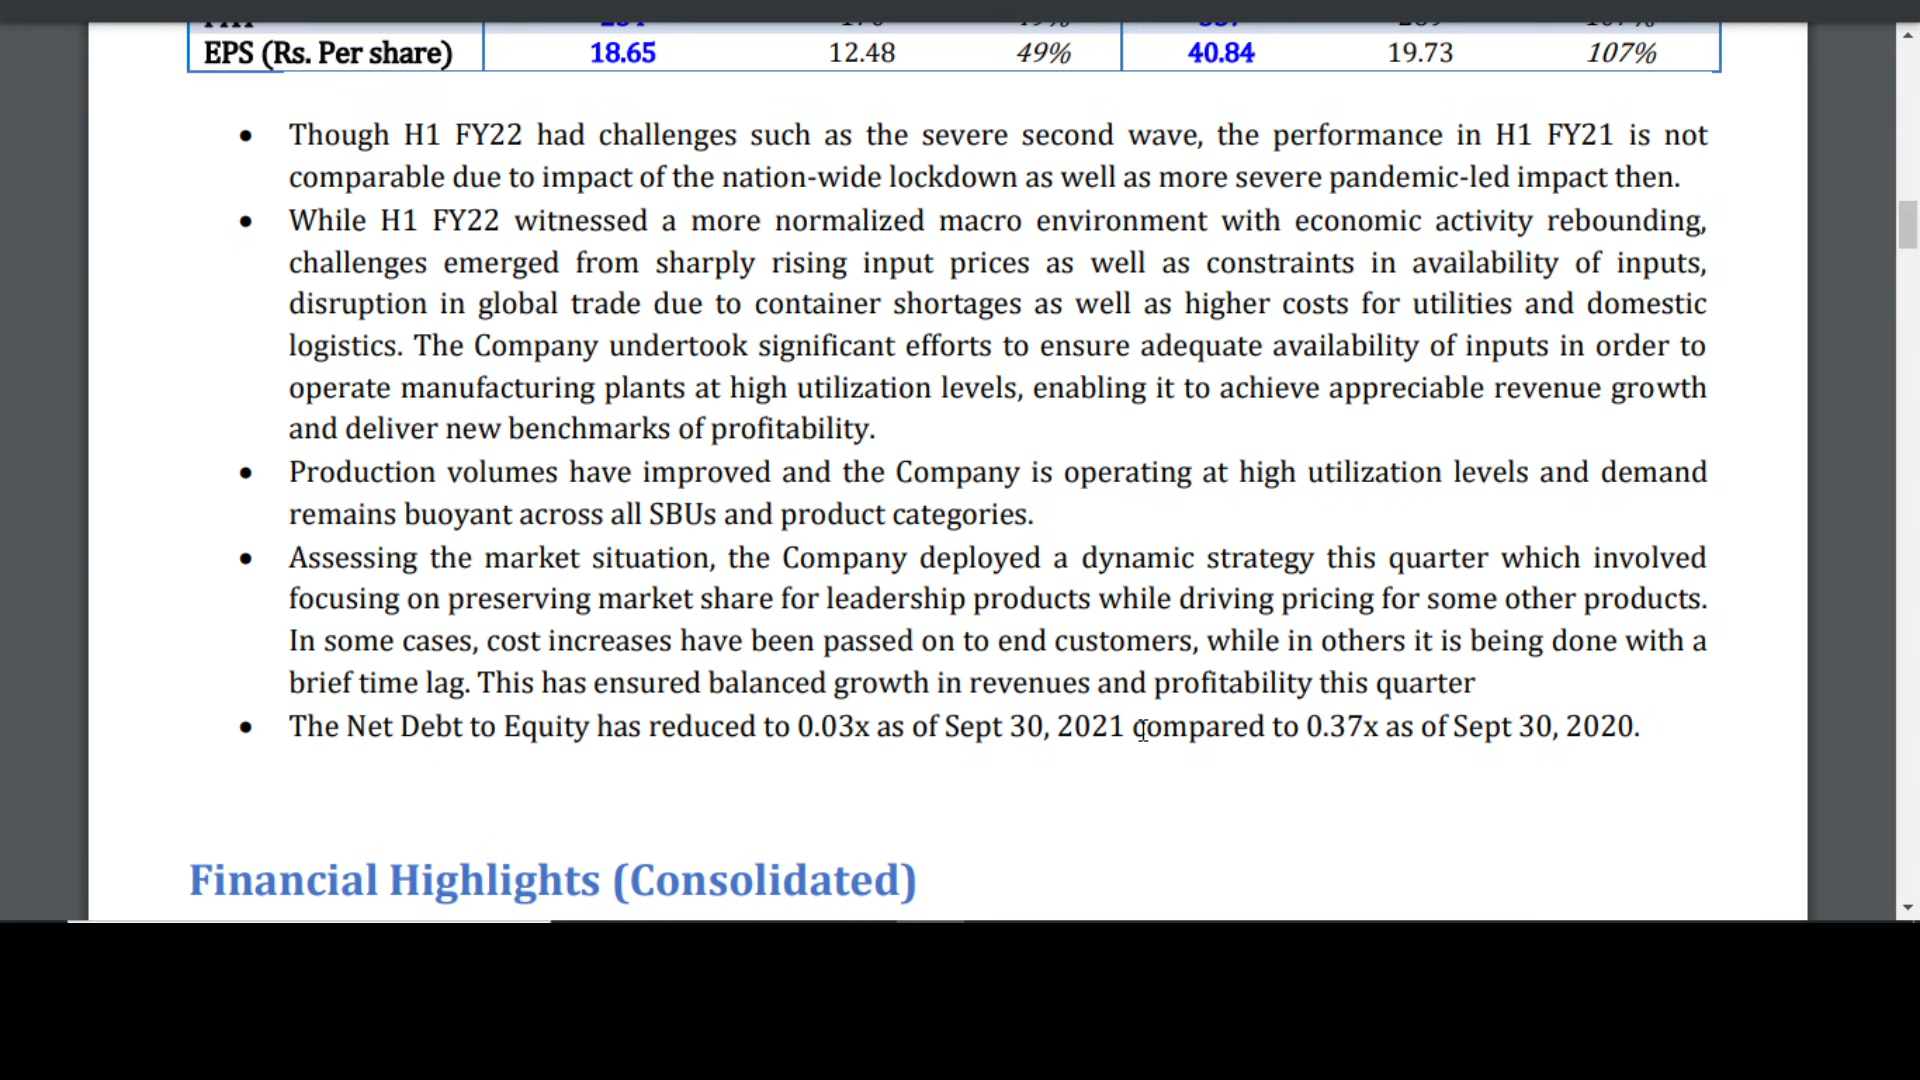 EPS (Rs. Per share) 18.65 12.48 49% 40.84 19.73 107%
• Though H1 FY22 had challenges such as the severe second wave, the performance in H1 FY21 is not
comparable due to impact of the nation-wide lockdown as well as more severe pandemic-led impact then.
• While H1 FY22 witnessed a more normalized macro environment with economic activity rebounding,
challenges emerged from sharply rising input prices as well as constraints in availability of inputs,
disruption in global trade due to container shortages as well as higher costs for utilities and domestic
logistics. The Company undertook significant efforts to ensure adequate availability of inputs in order to
operate manufacturing plants at high utilization levels, enabling it to achieve appreciable revenue growth
and deliver new benchmarks of profitability.
• Production volumes have improved and the Company is operating at high utilization levels and demand
remains buoyant across all SBUs and product categories.
• Assessing the market situation, the Company deployed a dynamic strategy this quarter which involved
focusing on preserving market share for leadership products while driving pricing for some other products.
In some cases, cost increases have been passed on to end customers, while in others it is being done with a
brief time lag. This has ensured balanced growth in revenues and profitability this quarter
• The Net Debt to Equity has reduced to 0.03x as of Sept 30, 2021 compared to 0.37x as of Sept 30, 2020.
Financial Highlights (Consolidated)